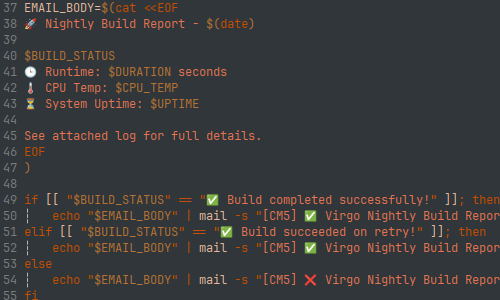 37 EMAIL_BODY=$(cat <<EOF
38 🚀 Nightly Build Report - $(date)
39
40 $BUILD_STATUS
41 🕒 Runtime: $DURATION seconds
42 🌡️ CPU Temp: $CPU_TEMP
43 ⏳ System Uptime: $UPTIME
44
45 See attached log for full details.
46 EOF
47 )
48
49 if [[ "$BUILD_STATUS" == "✅ Build completed successfully!" ]]; then
50 echo "$EMAIL_BODY" | mail -s "[CM5] ✅ Virgo Nightly Build Repor
51 elif [[ "$BUILD_STATUS" == "✅ Build succeeded on retry!" ]]; then
52 echo "$EMAIL_BODY" | mail -s "[CM5] ✅ Virgo Nightly Build Repor
53 else
54 echo "$EMAIL_BODY" | mail -s "[CM5] ❌ Virgo Nightly Build Repor
55 fi